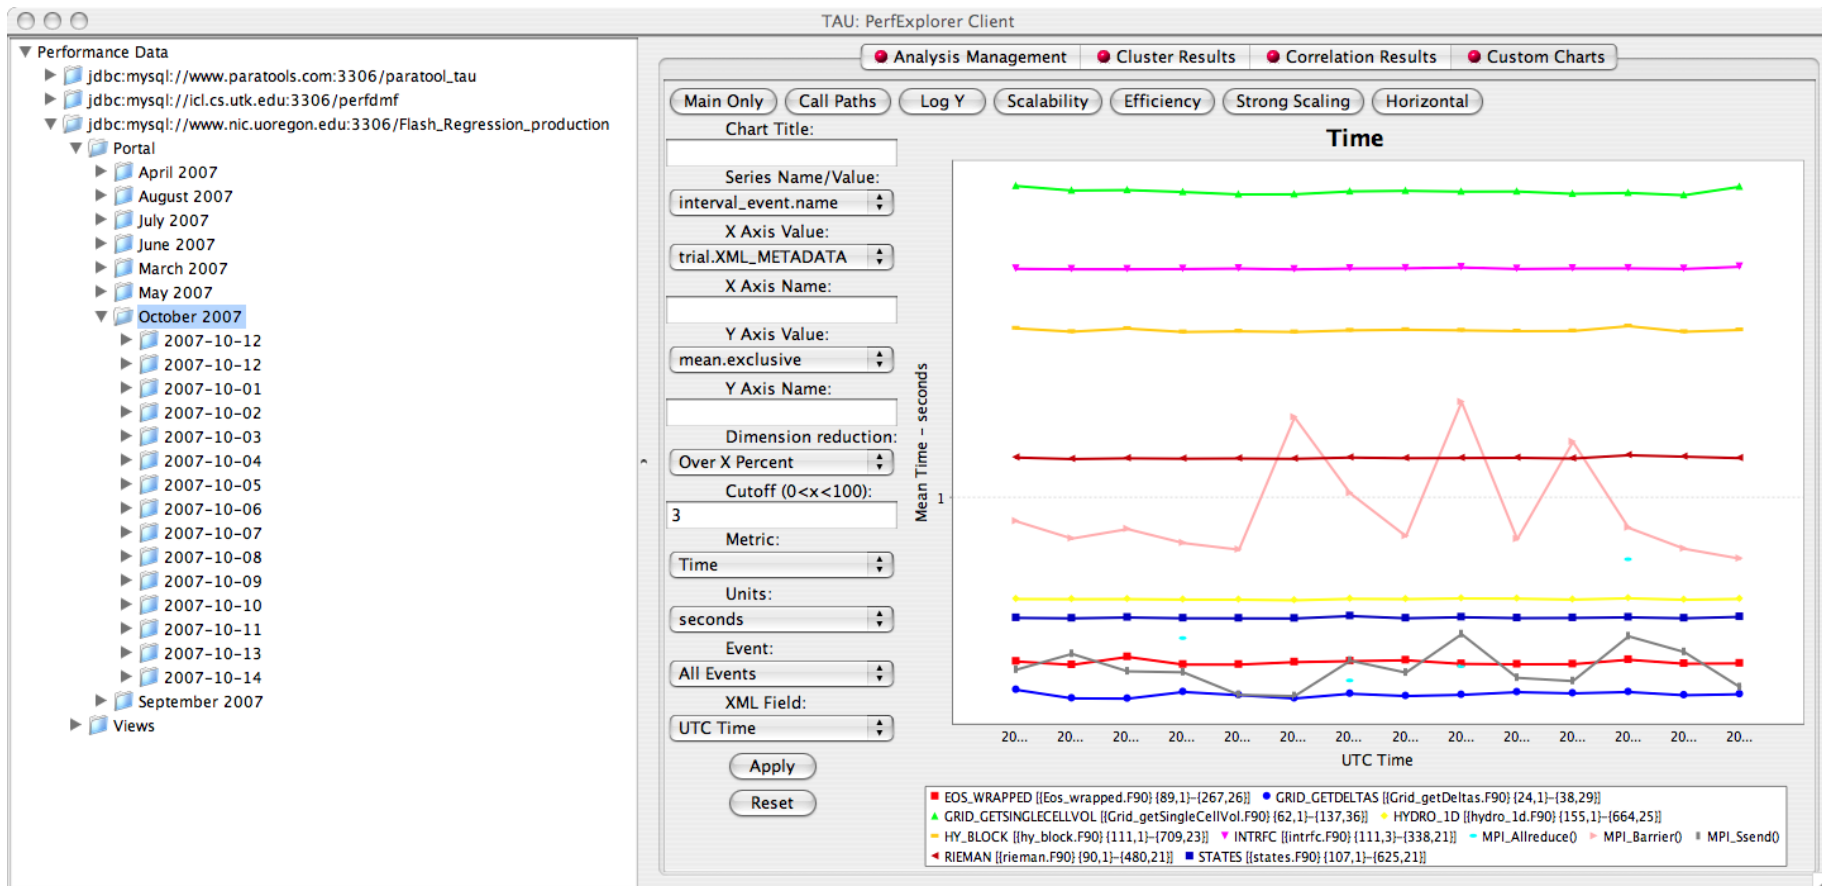 TAU: PerfExplorer Client
Performance Data
jdbc:mysql://www.paratools.com:3306/paratool_tau
jdbc:mysql://icl.cs.utk.edu:3306/perfdmf
jdbc:mysql://www.nic.uoregon.edu:3306/Flash_Regression_production
Portal
April 2007
August 2007
July 2007
June 2007
March 2007
May 2007
October 2007
2007-10-12
2007-10-12
2007-10-01
2007-10-02
2007-10-03
2007-10-04
2007-10-05
2007-10-06
2007-10-07
2007-10-08
2007-10-09
2007-10-10
2007-10-11
2007-10-13
2007-10-14
September 2007
Views
Analysis Management Cluster Results Correlation Results Custom Charts
Main Only Call Paths Log Y Scalability Efficiency Strong Scaling Horizontal
Chart Title:
Series Name/Value:
interval_event.name
X Axis Value:
trial.XML_METADATA
X Axis Name:
Y Axis Value:
mean.exclusive
Y Axis Name:
Dimension reduction:
Over X Percent
Cutoff (0<x<100):
3
Metric:
Time
Units:
seconds
Event:
All Events
XML Field:
UTC Time
Apply
Reset
Time
Mean Time - seconds
1
20... 20... 20... 20... 20... 20... 20... 20... 20... 20... 20... 20... 20... 20...
UTC Time
EOS_WRAPPED [{Eos_wrapped.F90} {89,1}-{267,26}] GRID_GETDELTAS [{Grid_getDeltas.F90} {24,1}-{38,29}]
GRID_GETSINGLECELLVOL [{Grid_getSingleCellVol.F90} {62,1}-{137,36}] HYDRO_1D [{hydro_1d.F90} {155,1}-{664,25}]
HY_BLOCK [{hy_block.F90} {111,1}-{709,23}] INTRFC [{intrfc.F90} {111,3}-{338,21}] MPI_Allreduce() MPI_Barrier() MPI_Ssend()
RIEMAN [{rieman.F90} {90,1}-{480,21}] STATES [{states.F90} {107,1}-{625,21}]